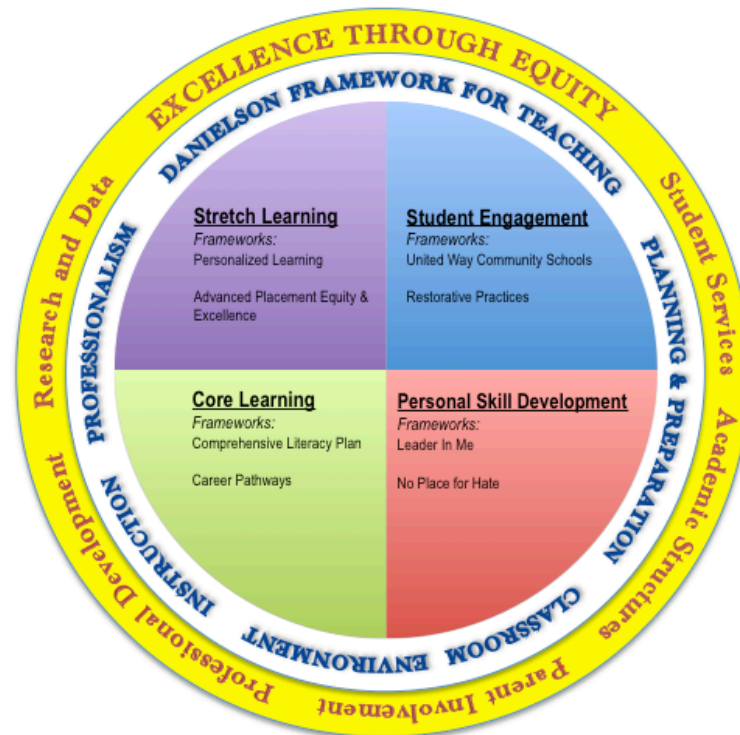 EXCELLENCE THROUGH EQUITY
Student Services
Academic Structures
Parent Involvement
Professional Development
Research and Data
DANIELSON FRAMEWORK FOR TEACHING
PLANNING & PREPARATION
CLASSROOM ENVIRONMENT
INSTRUCTION
PROFESSIONALISM
Stretch Learning
Frameworks:
Personalized Learning
Advanced Placement Equity &
Excellence
Student Engagement
Frameworks:
United Way Community Schools
Restorative Practices
Core Learning
Frameworks:
Comprehensive Literacy Plan
Career Pathways
Personal Skill Development
Frameworks:
Leader In Me
No Place for Hate